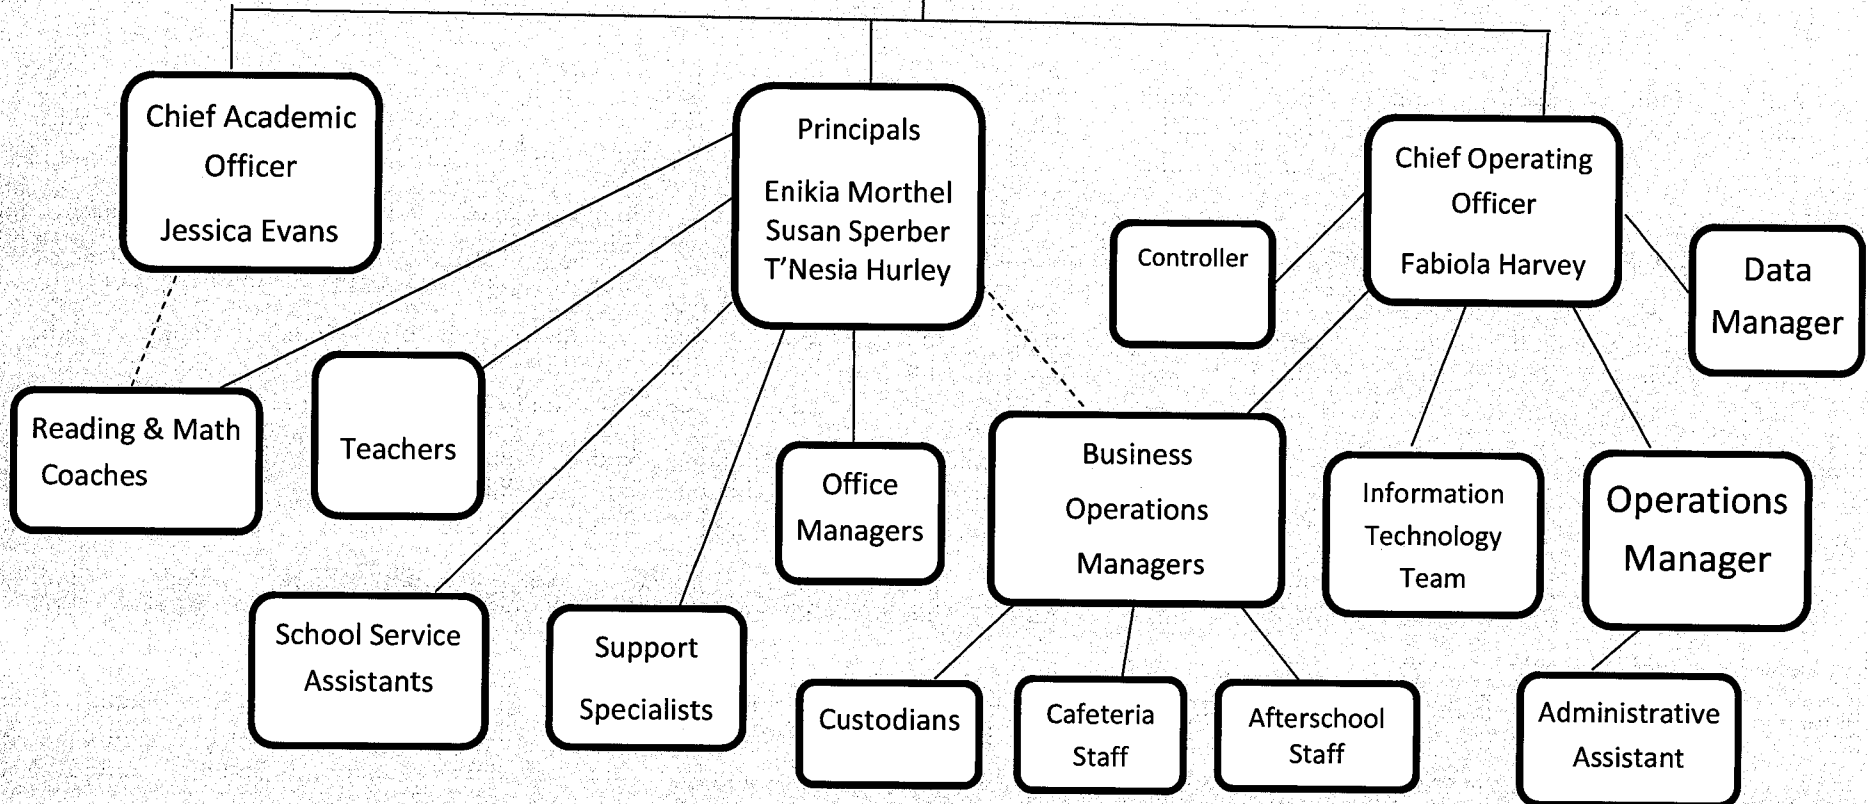 Chief Academic
Officer
Jessica Evans
Principals
Enikia Morthel
Susan Sperber
T'Nesia Hurley
Chief Operating
Officer
Fabiola Harvey
Controller
Data
Manager
Reading & Math
Coaches
Teachers
Office
Managers
Business
Operations
Managers
Information
Technology
Team
Operations
Manager
School Service
Assistants
Support
Specialists
Custodians
Cafeteria
Staff
Afterschool
Staff
Administrative
Assistant